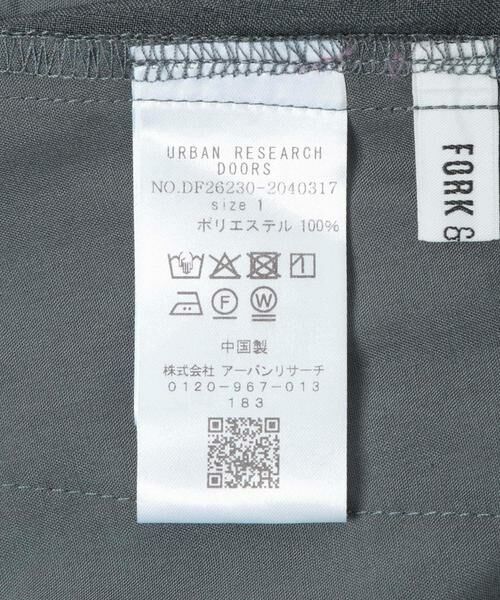 URBAN RESEARCH
DOORS
NO.DF26230-2040317
size 1
ポリエステル 100%
F
W
中国製
株式会社 アーバンリサーチ
0120-967-013
183
FORK &